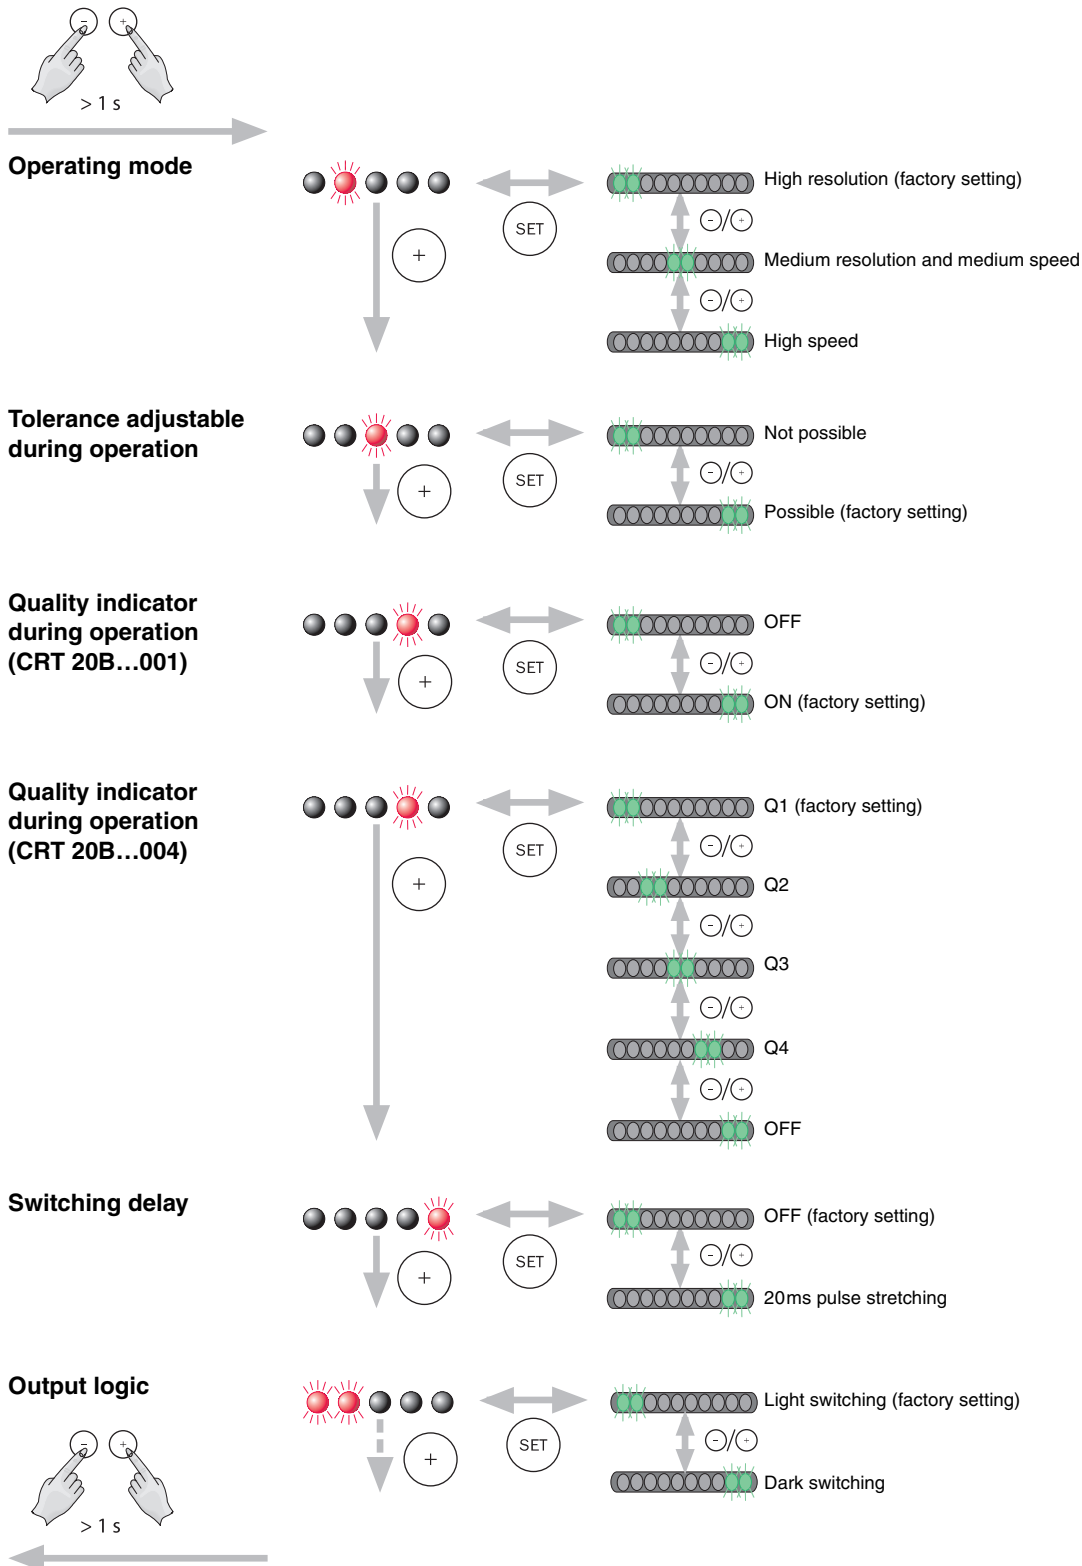 - +
> 1 s
Operating mode
High resolution (factory setting)
SET
- / +
+
Medium resolution and medium speed
- / +
High speed
Tolerance adjustable
during operation
Not possible
SET
- / +
+
Possible (factory setting)
Quality indicator
during operation
(CRT 20B...001)
OFF
SET
- / +
+
ON (factory setting)
Quality indicator
during operation
(CRT 20B...004)
Q1 (factory setting)
SET
- / +
+
Q2
- / +
Q3
- / +
Q4
- / +
OFF
Switching delay
OFF (factory setting)
SET
- / +
+
20ms pulse stretching
Output logic
Light switching (factory setting)
SET
- / +
+
Dark switching
- +
> 1 s